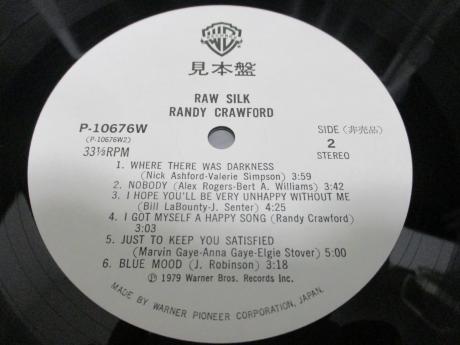 見本盤
RAW SILK
RANDY CRAWFORD
P-10676W
(P-10676W2)
33⅓RPM
SIDE (非売品)
2
STEREO
1. WHERE THERE WAS DARKNESS
(Nick Ashford-Valerie Simpson) 3:59
2. NOBODY (Alex Rogers-Bert A. Williams) 3:42
3. I HOPE YOU'LL BE VERY UNHAPPY WITHOUT ME
(Bill LaBounty-J. Senter) 4:25
4. I GOT MYSELF A HAPPY SONG (Randy Crawford)
3:03
5. JUST TO KEEP YOU SATISFIED
(Marvin Gaye-Anna Gaye-Elgie Stover) 5:00
6. BLUE MOOD (J. Robinson) 3:18
Ⓟ 1979 Warner Bros. Records Inc.
MADE BY WARNER PIONEER CORPORATION, JAPAN.